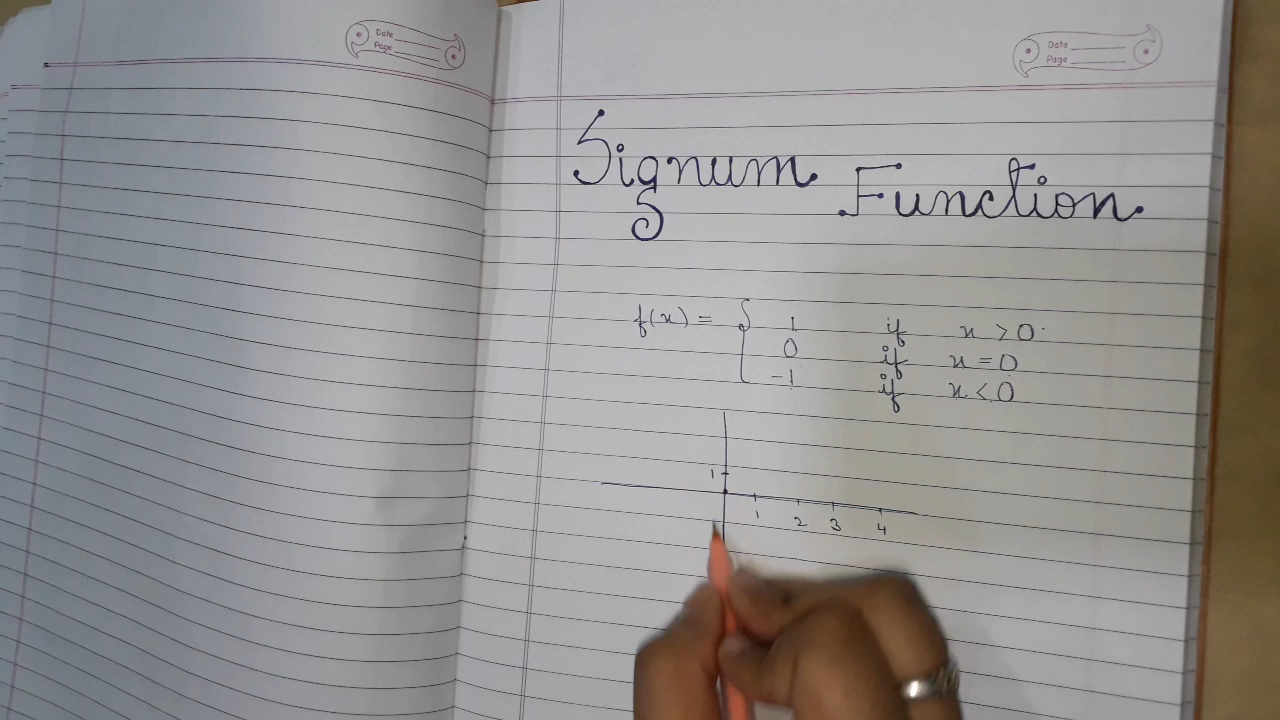 Date
Page
Date
Page
Signum Function
f(x) = { 1 if x > 0
0 if x = 0
-1 if x < 0
1
1 2 3 4